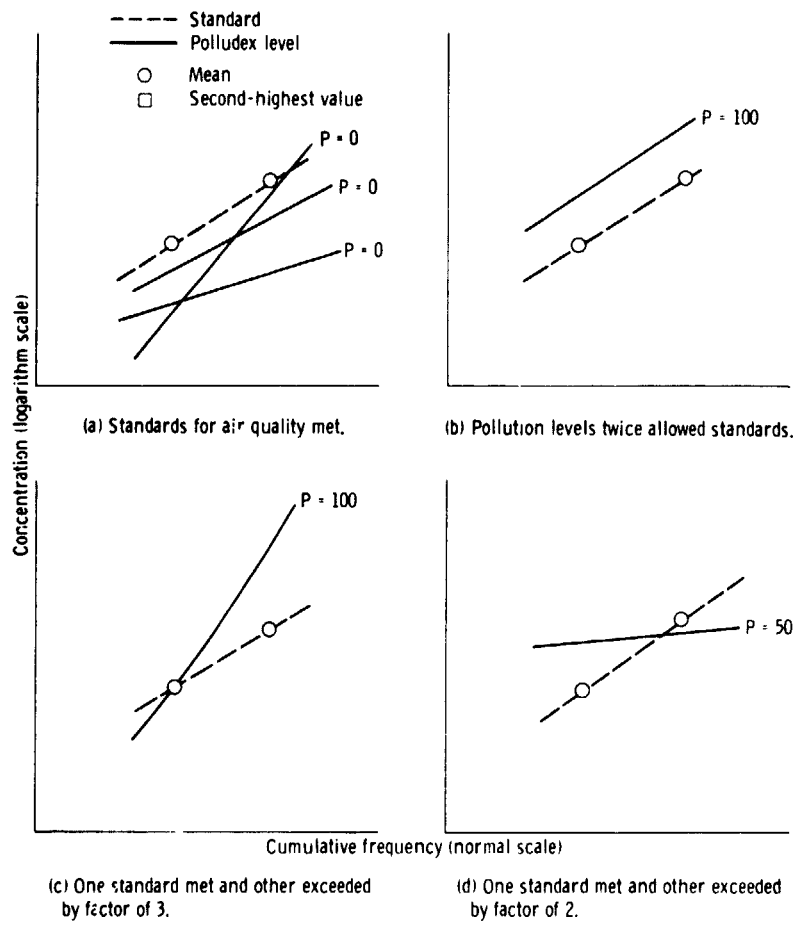 Standard
Polludex level
Mean
Second-highest value
P = 0
P = 0
P = 0
P = 100
(a) Standards for air quality met.
(b) Pollution levels twice allowed standards.
Concentration (logarithm scale)
P = 100
P = 50
Cumulative frequency (normal scale)
(c) One standard met and other exceeded
by factor of 3.
(d) One standard met and other exceeded
by factor of 2.